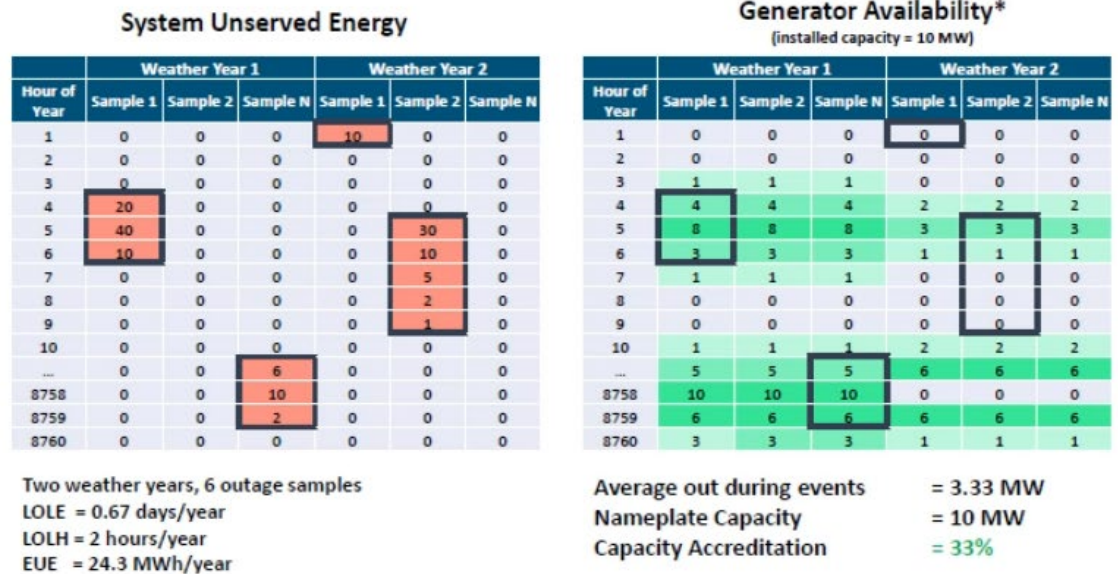 System Unserved Energy
Weather Year 1 Weather Year 2
Hour of Year Sample 1 Sample 2 Sample N Sample 1 Sample 2 Sample N
1 0 0 0 10 0 0
2 0 0 0 0 0 0
3 0 0 0 0 0 0
4 20 0 0 0 0 0
5 40 0 0 0 30 0
6 10 0 0 0 10 0
7 0 0 0 0 5 0
8 0 0 0 0 2 0
9 0 0 0 0 1 0
10 0 0 0 0 0 0
... 0 0 6 0 0 0
8758 0 0 10 0 0 0
8759 0 0 2 0 0 0
8760 0 0 0 0 0 0
Two weather years, 6 outage samples
LOLE = 0.67 days/year
LOLH = 2 hours/year
EUE = 24.3 MWh/year
Generator Availability*
(installed capacity = 10 MW)
Weather Year 1 Weather Year 2
Hour of Year Sample 1 Sample 2 Sample N Sample 1 Sample 2 Sample N
1 0 0 0 0 0 0
2 0 0 0 0 0 0
3 1 1 1 0 0 0
4 4 4 4 2 2 2
5 8 8 8 3 3 3
6 3 3 3 1 1 1
7 1 1 1 0 0 0
8 0 0 0 0 0 0
9 0 0 0 0 0 0
10 1 1 1 2 2 2
... 5 5 5 6 6 6
8758 10 10 10 0 0 0
8759 6 6 6 6 6 6
8760 3 3 3 1 1 1
Average out during events = 3.33 MW
Nameplate Capacity = 10 MW
Capacity Accreditation = 33%